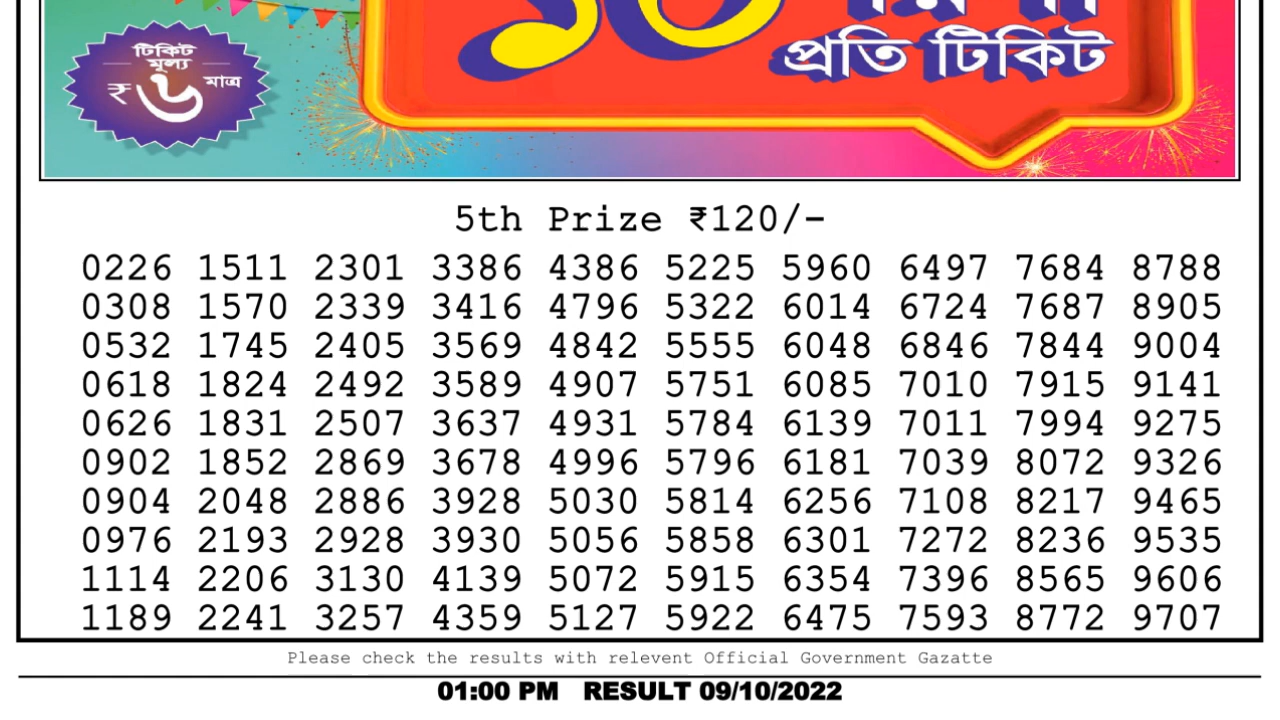 প্রতি টিকিট
টিকিট
মূল্য
₹ ৬ মাত্র
5th Prize ₹120/-
0226 1511 2301 3386 4386 5225 5960 6497 7684 8788
0308 1570 2339 3416 4796 5322 6014 6724 7687 8905
0532 1745 2405 3569 4842 5555 6048 6846 7844 9004
0618 1824 2492 3589 4907 5751 6085 7010 7915 9141
0626 1831 2507 3637 4931 5784 6139 7011 7994 9275
0902 1852 2869 3678 4996 5796 6181 7039 8072 9326
0904 2048 2886 3928 5030 5814 6256 7108 8217 9465
0976 2193 2928 3930 5056 5858 6301 7272 8236 9535
1114 2206 3130 4139 5072 5915 6354 7396 8565 9606
1189 2241 3257 4359 5127 5922 6475 7593 8772 9707
Please check the results with relevent Official Government Gazatte
01:00 PM RESULT 09/10/2022